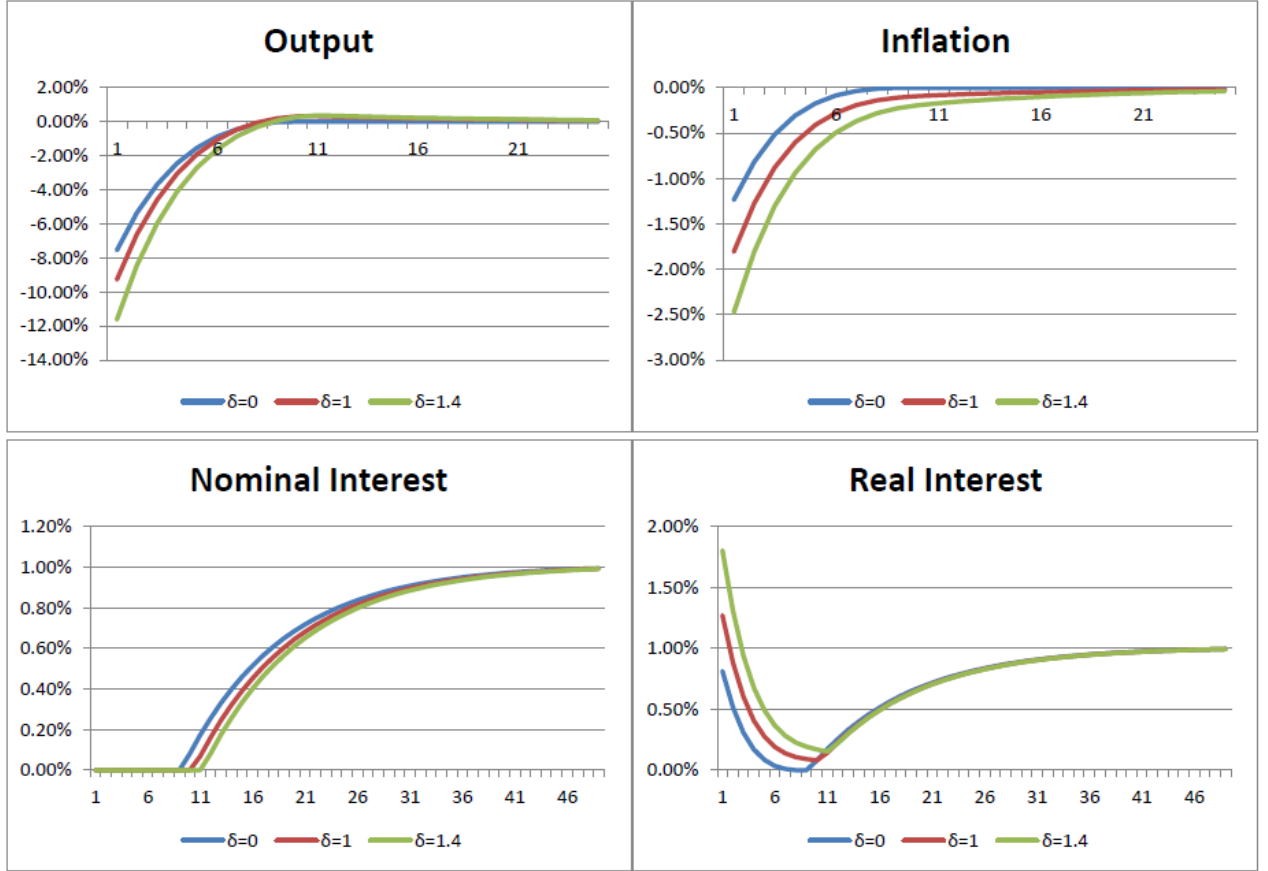 Output
2.00%
0.00%
-2.00%
-4.00%
-6.00%
-8.00%
-10.00%
-12.00%
-14.00%
1 6 11 16 21
δ=0 δ=1 δ=1.4
Inflation
0.00%
-0.50%
-1.00%
-1.50%
-2.00%
-2.50%
-3.00%
1 6 11 16 21
δ=0 δ=1 δ=1.4
Nominal Interest
1.20%
1.00%
0.80%
0.60%
0.40%
0.20%
0.00%
1 6 11 16 21 26 31 36 41 46
δ=0 δ=1 δ=1.4
Real Interest
2.00%
1.50%
1.00%
0.50%
0.00%
1 6 11 16 21 26 31 36 41 46
δ=0 δ=1 δ=1.4